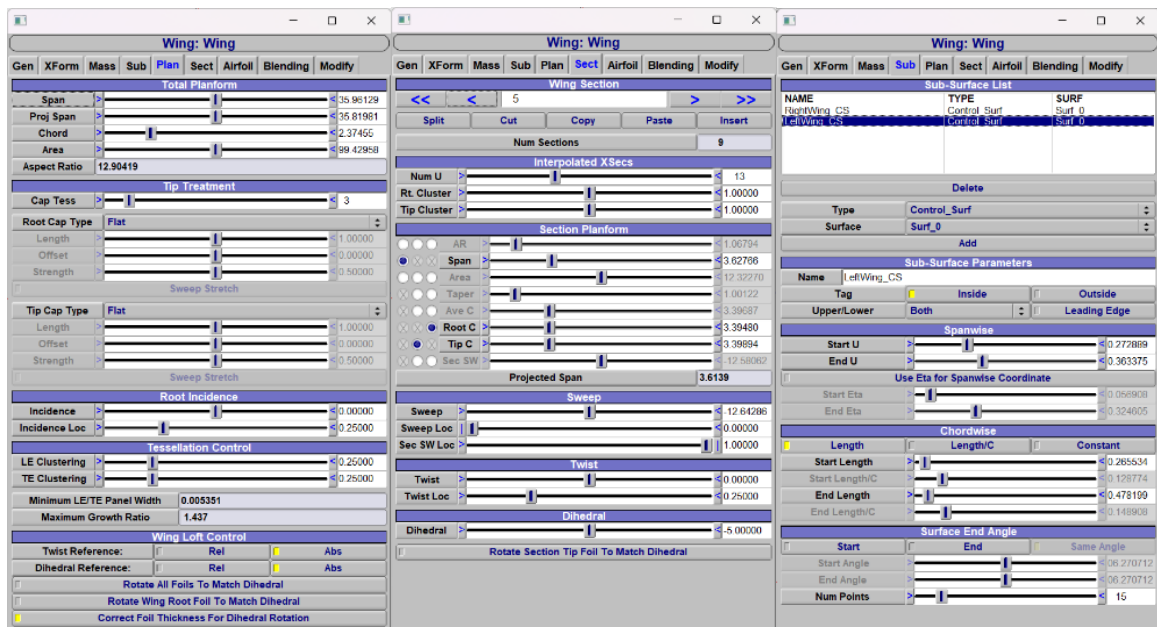 Wing: Wing
Gen XForm Mass Sub Plan Sect Airfoil Blending Modify
Total Planform
Span > < 35.96129
Proj Span > < 35.81981
Chord > < 2.37455
Area > < 99.42958
Aspect Ratio 12.90419
Tip Treatment
Cap Tess > < 3
Root Cap Type Flat
Length > < 1.00000
Offset > < 0.00000
Strength > < 0.50000
Sweep Stretch
Tip Cap Type Flat
Length > < 1.00000
Offset > < 0.00000
Strength > < 0.50000
Sweep Stretch
Root Incidence
Incidence > < 0.00000
Incidence Loc > < 0.25000
Tessellation Control
LE Clustering > < 0.25000
TE Clustering > < 0.25000
Minimum LE/TE Panel Width 0.005351
Maximum Growth Ratio 1.437
Wing Loft Control
Twist Reference: Rel Abs
Dihedral Reference: Rel Abs
Rotate All Foils To Match Dihedral
Rotate Wing Root Foil To Match Dihedral
Correct Foil Thickness For Dihedral Rotation
Wing: Wing
Gen XForm Mass Sub Plan Sect Airfoil Blending Modify
Wing Section
<< < 5 > >>
Split Cut Copy Paste Insert
Num Sections 9
Interpolated XSecs
Num U > < 13
Rt. Cluster > < 1.00000
Tip Cluster > < 1.00000
Section Planform
AR > < 1.06794
Span > < 3.62766
Area > < 12.32270
Taper > < 1.00122
Ave C > < 3.39687
Root C > < 3.39480
Tip C > < 3.39894
Sec SW > < -12.58062
Projected Span 3.6139
Sweep
Sweep > < -12.64286
Sweep Loc < 0.00000
Sec SW Loc > 1.00000
Twist
Twist > < 0.00000
Twist Loc > < 0.25000
Dihedral
Dihedral > < -5.00000
Rotate Section Tip Foil To Match Dihedral
Wing: Wing
Gen XForm Mass Sub Plan Sect Airfoil Blending Modify
Sub-Surface List
NAME TYPE SURF
RightWing_CS Control_Surf Surf_0
LeftWing_CS Control_Surf Surf_0
Delete
Type Control_Surf
Surface Surf_0
Add
Sub-Surface Parameters
Name LeftWing_CS
Tag Inside Outside
Upper/Lower Both Leading Edge
Spanwise
Start U > < 0.272889
End U > < 0.363375
Use Eta for Spanwise Coordinate
Start Eta > < 0.056908
End Eta > < 0.324605
Chordwise
Length Length/C Constant
Start Length > < 0.265534
Start Length/C > < 0.128774
End Length > < 0.478199
End Length/C > < 0.148908
Surface End Angle
Start End Same Angle
Start Angle > < 06.270712
End Angle > < 06.270712
Num Points > < 15